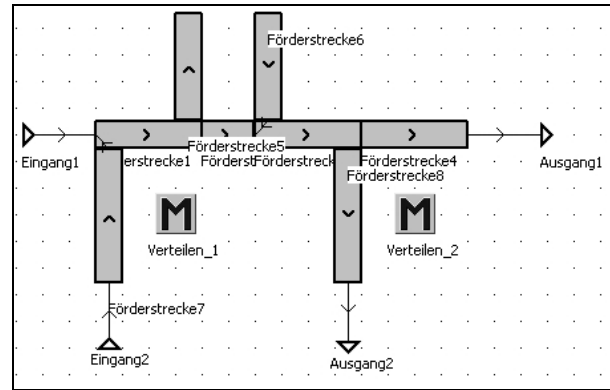 Förderstrecke6
Förderstrecke5
Eingang1
erstrecke1
Förderst
Förderstreck
Förderstrecke4
Ausgang1
Förderstrecke8
M
M
Verteilen_1
Verteilen_2
Förderstrecke7
Eingang2
Ausgang2